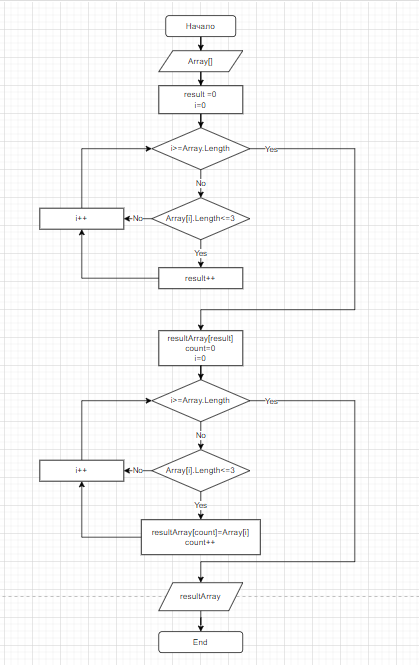 Начало
Array[]
result =0
i=0
i>=Array.Length
Yes
No
i++
No
Array[i].Length<=3
Yes
result++
resultArray[result]
count=0
i=0
i>=Array.Length
Yes
No
i++
No
Array[i].Length<=3
Yes
resultArray[count]=Array[i]
count++
resultArray
End